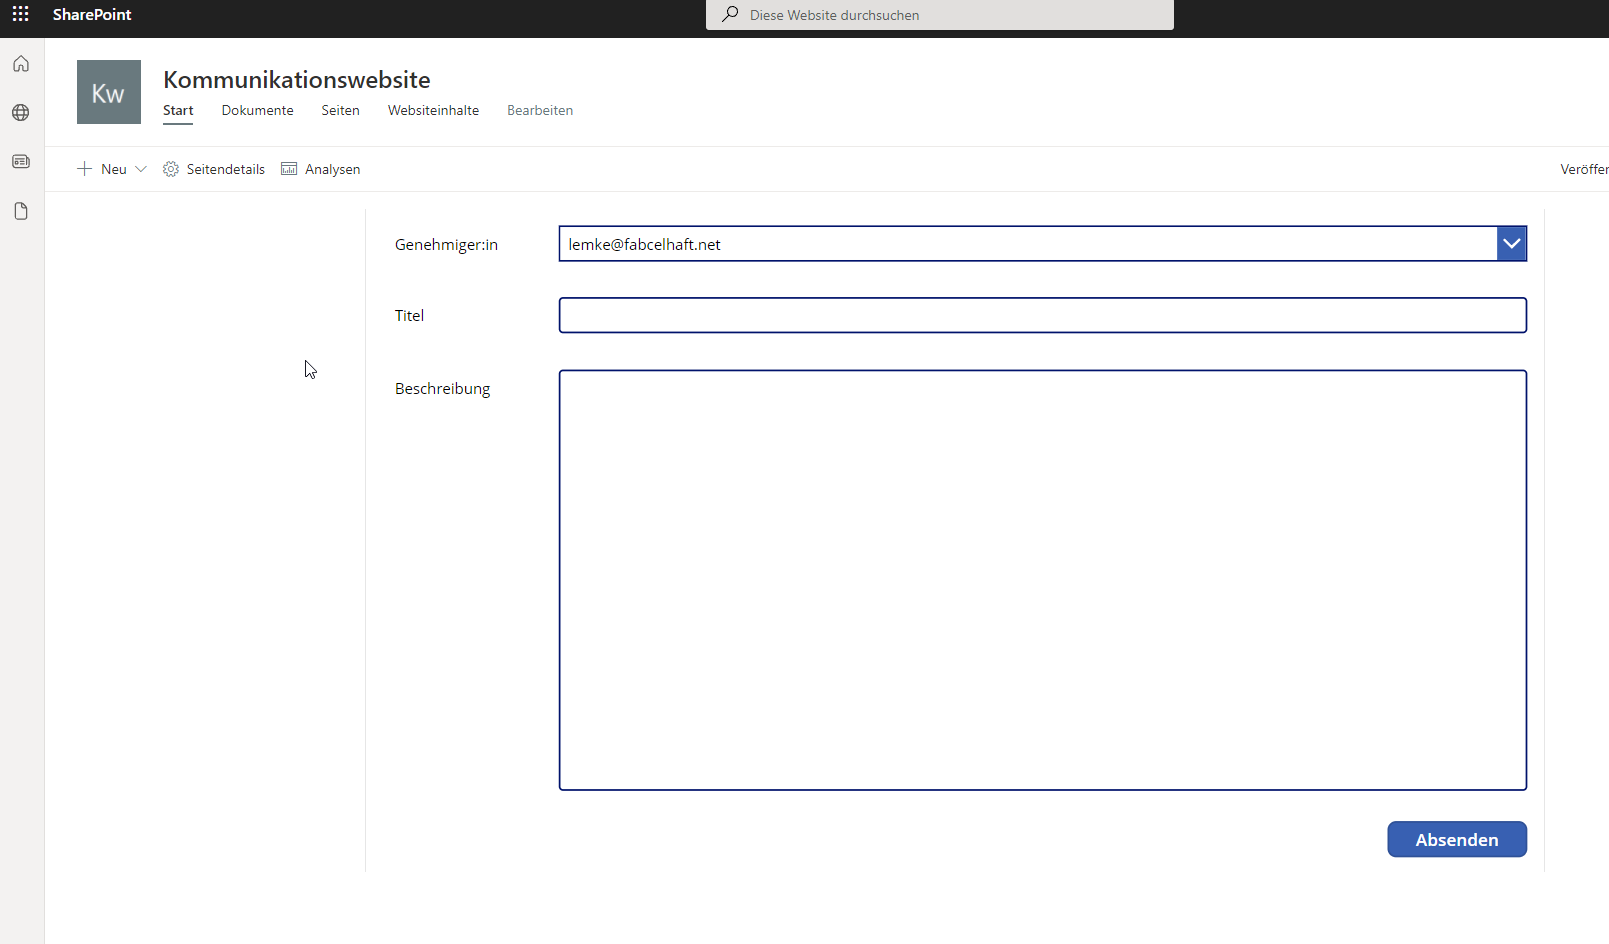 SharePoint
Diese Website durchsuchen
Kw
Kommunikationswebsite
Start Dokumente Seiten Websiteinhalte Bearbeiten
Neu Seitendetails Analysen Veröffer
Genehmiger:in lemke@fabcelhaft.net
Titel
Beschreibung
Absenden